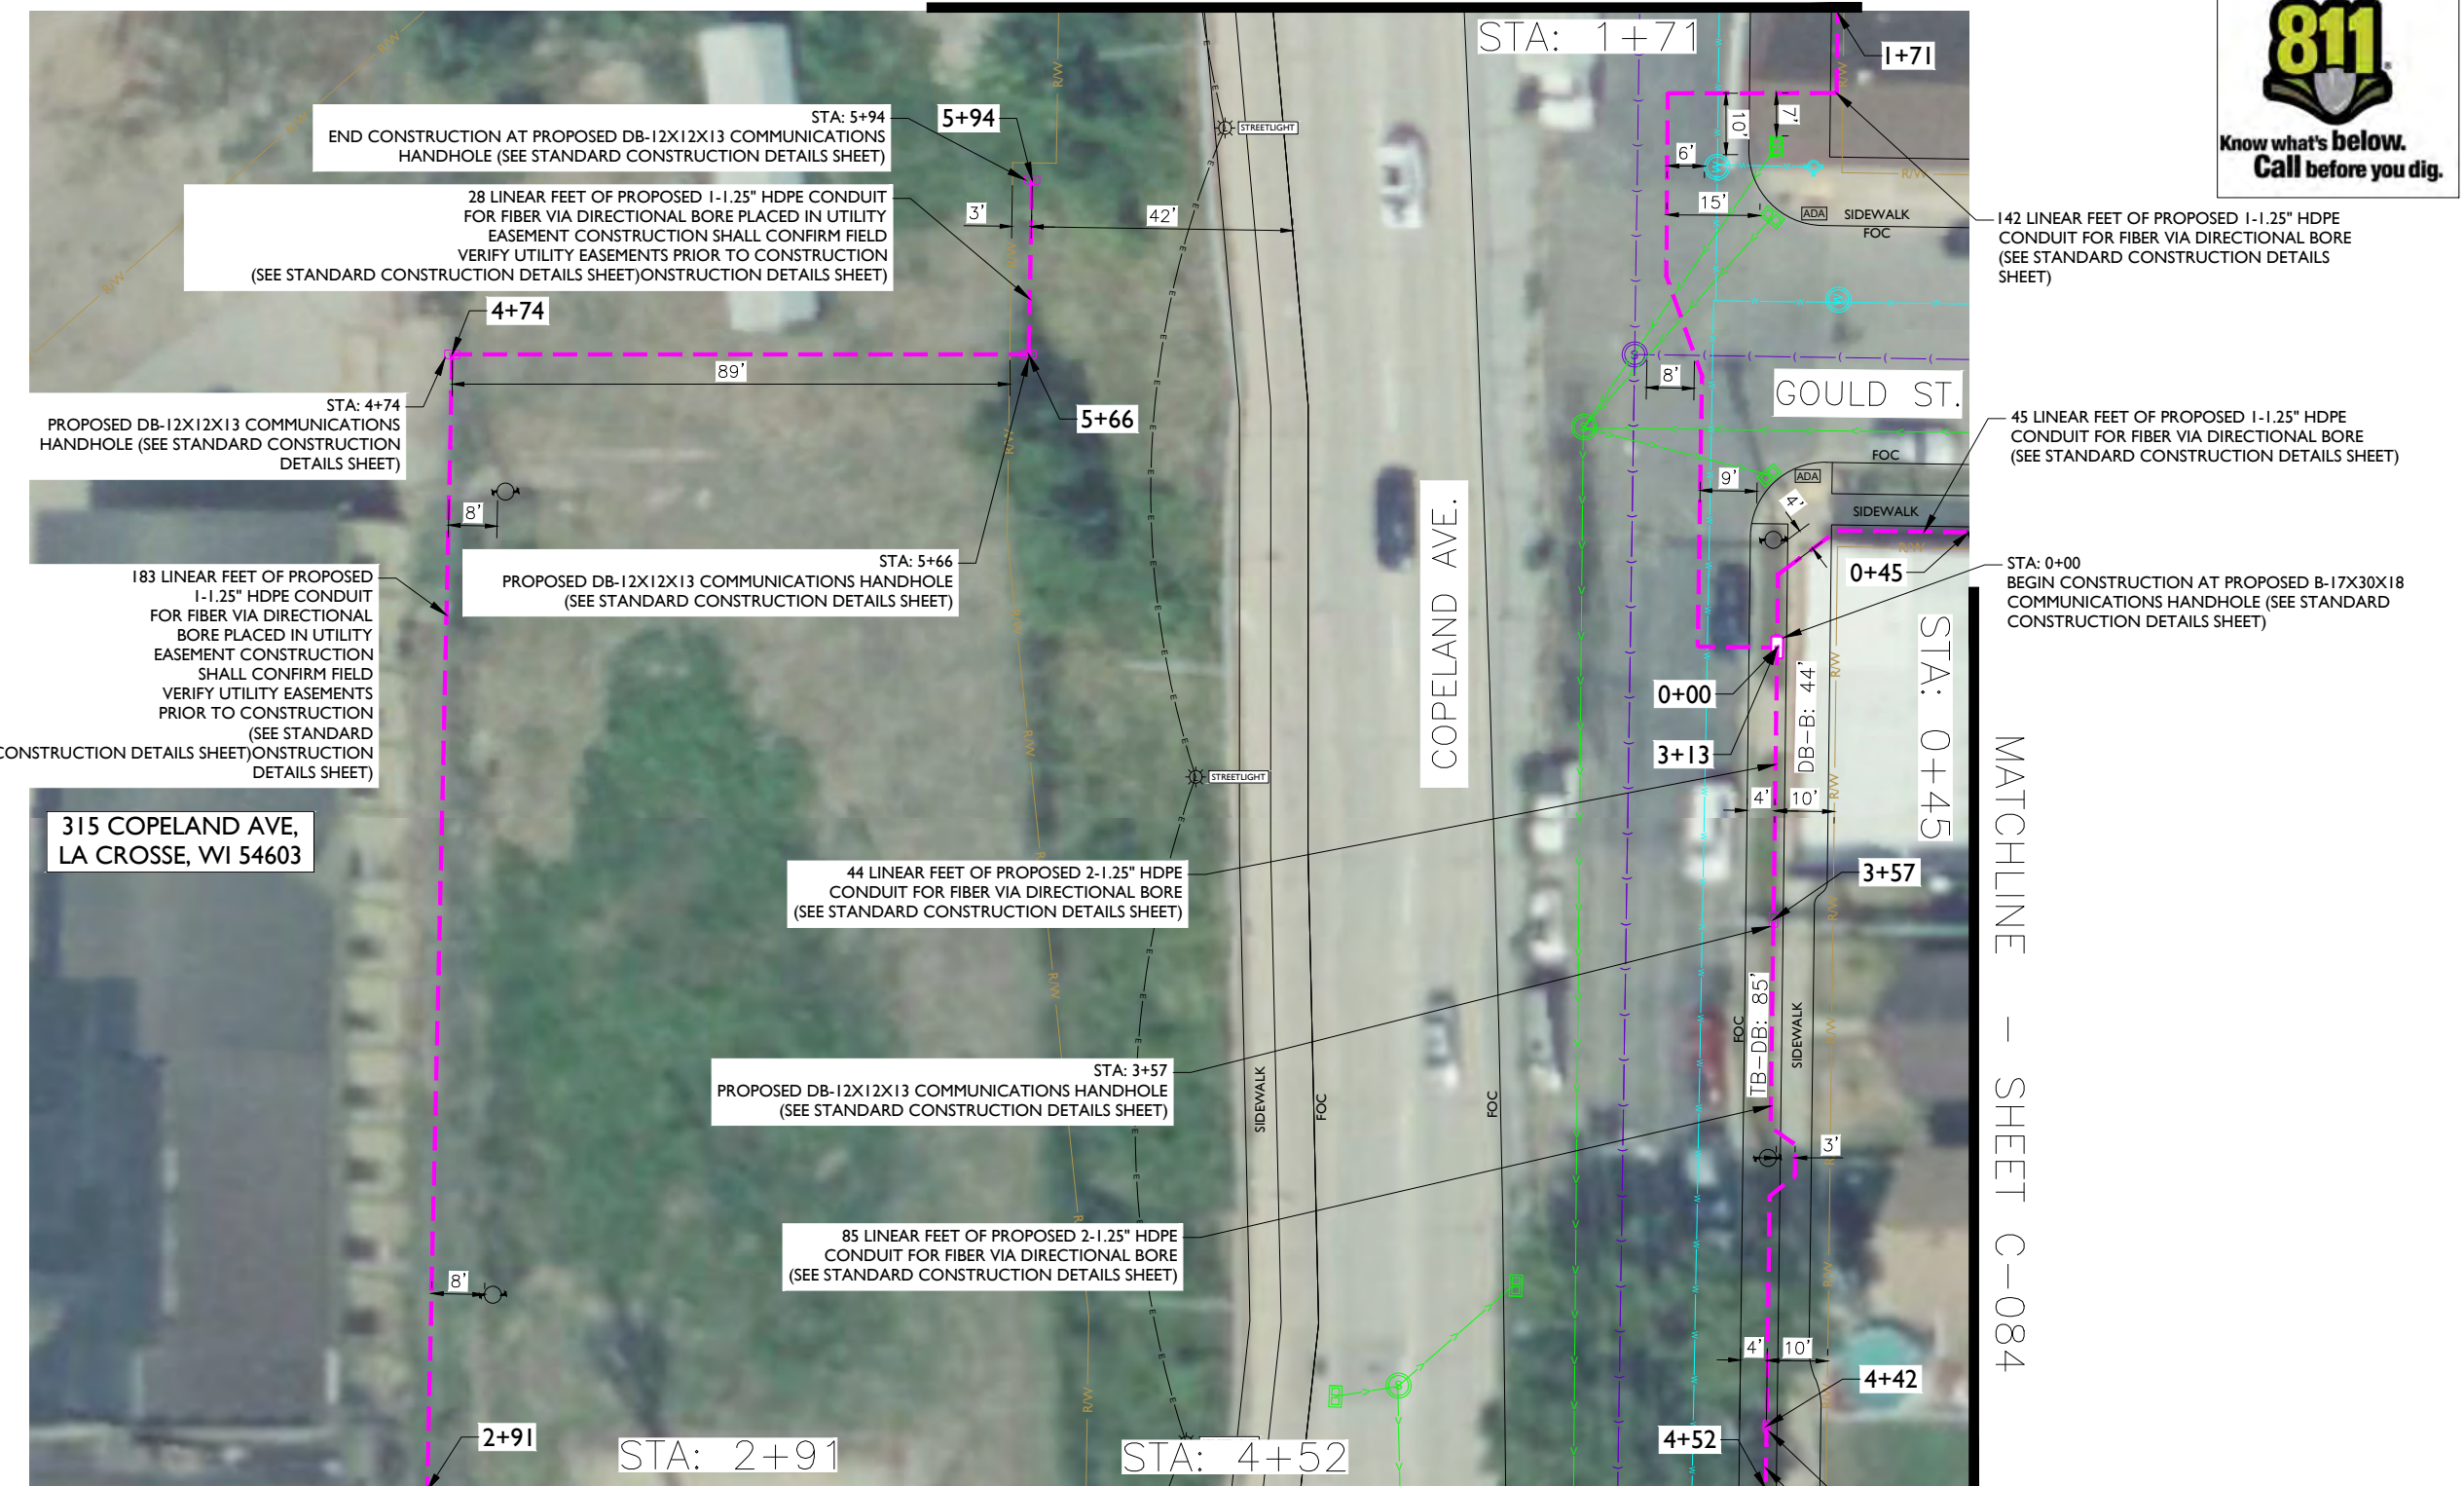 STA: 1+71
1+71
811
Know what's below.
Call before you dig.
STA: 5+94
END CONSTRUCTION AT PROPOSED DB-12X12X13 COMMUNICATIONS
HANDHOLE (SEE STANDARD CONSTRUCTION DETAILS SHEET)
5+94
STREETLIGHT
28 LINEAR FEET OF PROPOSED 1-1.25" HDPE CONDUIT
FOR FIBER VIA DIRECTIONAL BORE PLACED IN UTILITY
EASEMENT CONSTRUCTION SHALL CONFIRM FIELD
VERIFY UTILITY EASEMENTS PRIOR TO CONSTRUCTION
(SEE STANDARD CONSTRUCTION DETAILS SHEET)ONSTRUCTION DETAILS SHEET)
3'
42'
10'
7'
6'
15'
ADA
SIDEWALK
FOC
R/W
142 LINEAR FEET OF PROPOSED 1-1.25" HDPE
CONDUIT FOR FIBER VIA DIRECTIONAL BORE
(SEE STANDARD CONSTRUCTION DETAILS
SHEET)
4+74
89'
8'
GOULD ST.
STA: 4+74
PROPOSED DB-12X12X13 COMMUNICATIONS
HANDHOLE (SEE STANDARD CONSTRUCTION
DETAILS SHEET)
5+66
45 LINEAR FEET OF PROPOSED 1-1.25" HDPE
CONDUIT FOR FIBER VIA DIRECTIONAL BORE
(SEE STANDARD CONSTRUCTION DETAILS SHEET)
FOC
9'
ADA
4'
SIDEWALK
8'
STA: 5+66
PROPOSED DB-12X12X13 COMMUNICATIONS HANDHOLE
(SEE STANDARD CONSTRUCTION DETAILS SHEET)
COPELAND AVE.
0+45
STA: 0+00
BEGIN CONSTRUCTION AT PROPOSED B-17X30X18
COMMUNICATIONS HANDHOLE (SEE STANDARD
CONSTRUCTION DETAILS SHEET)
183 LINEAR FEET OF PROPOSED
1-1.25" HDPE CONDUIT
FOR FIBER VIA DIRECTIONAL
BORE PLACED IN UTILITY
EASEMENT CONSTRUCTION
SHALL CONFIRM FIELD
VERIFY UTILITY EASEMENTS
PRIOR TO CONSTRUCTION
(SEE STANDARD
CONSTRUCTION DETAILS SHEET)ONSTRUCTION
DETAILS SHEET)
0+00
3+13
DB-B: 44'
STA: 0+45
STREETLIGHT
4'
10'
315 COPELAND AVE,
LA CROSSE, WI 54603
44 LINEAR FEET OF PROPOSED 2-1.25" HDPE
CONDUIT FOR FIBER VIA DIRECTIONAL BORE
(SEE STANDARD CONSTRUCTION DETAILS SHEET)
3+57
MATCHLINE - SHEET C-084
TB-DB: 85'
FOC
SIDEWALK
STA: 3+57
PROPOSED DB-12X12X13 COMMUNICATIONS HANDHOLE
(SEE STANDARD CONSTRUCTION DETAILS SHEET)
SIDEWALK
FOC
FOC
3'
85 LINEAR FEET OF PROPOSED 2-1.25" HDPE
CONDUIT FOR FIBER VIA DIRECTIONAL BORE
(SEE STANDARD CONSTRUCTION DETAILS SHEET)
8'
4'
10'
4+42
2+91
STA: 2+91
STA: 4+52
4+52